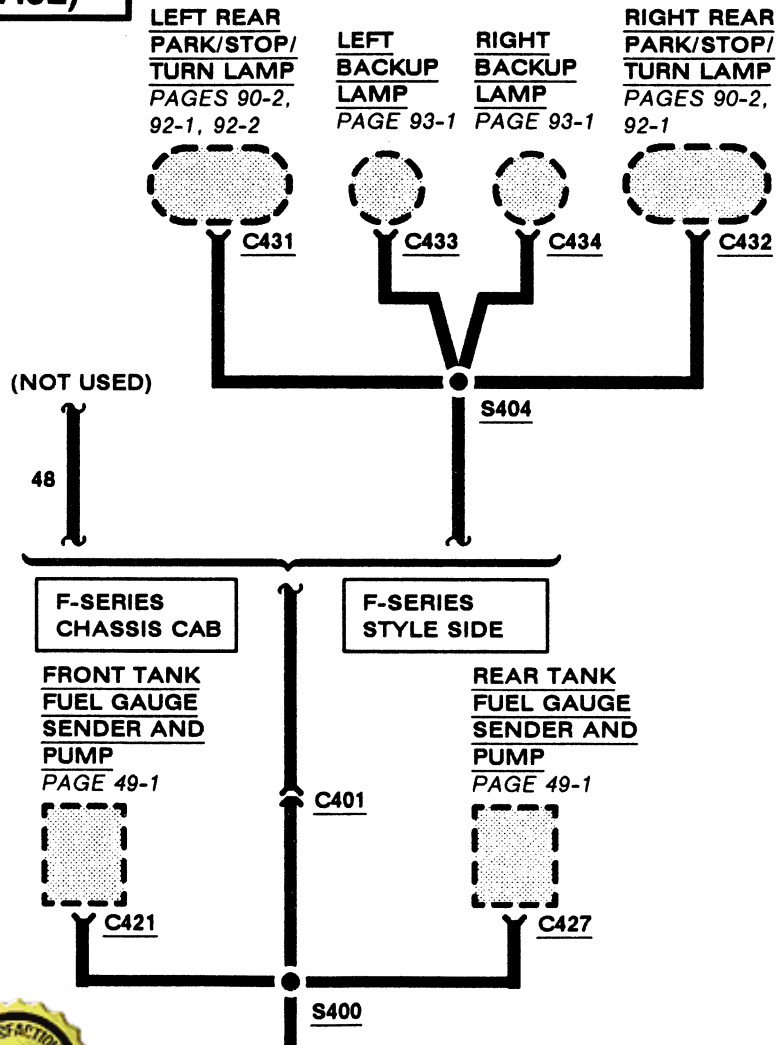 LEFT REAR
PARK/STOP/
TURN LAMP
PAGES 90-2,
92-1, 92-2
LEFT
BACKUP
LAMP
PAGE 93-1
RIGHT
BACKUP
LAMP
PAGE 93-1
RIGHT REAR
PARK/STOP/
TURN LAMP
PAGES 90-2,
92-1
C431
C433
C434
C432
(NOT USED)
S404
48
F-SERIES
CHASSIS CAB
F-SERIES
STYLE SIDE
FRONT TANK
FUEL GAUGE
SENDER AND
PUMP
PAGE 49-1
REAR TANK
FUEL GAUGE
SENDER AND
PUMP
PAGE 49-1
C401
C421
C427
S400